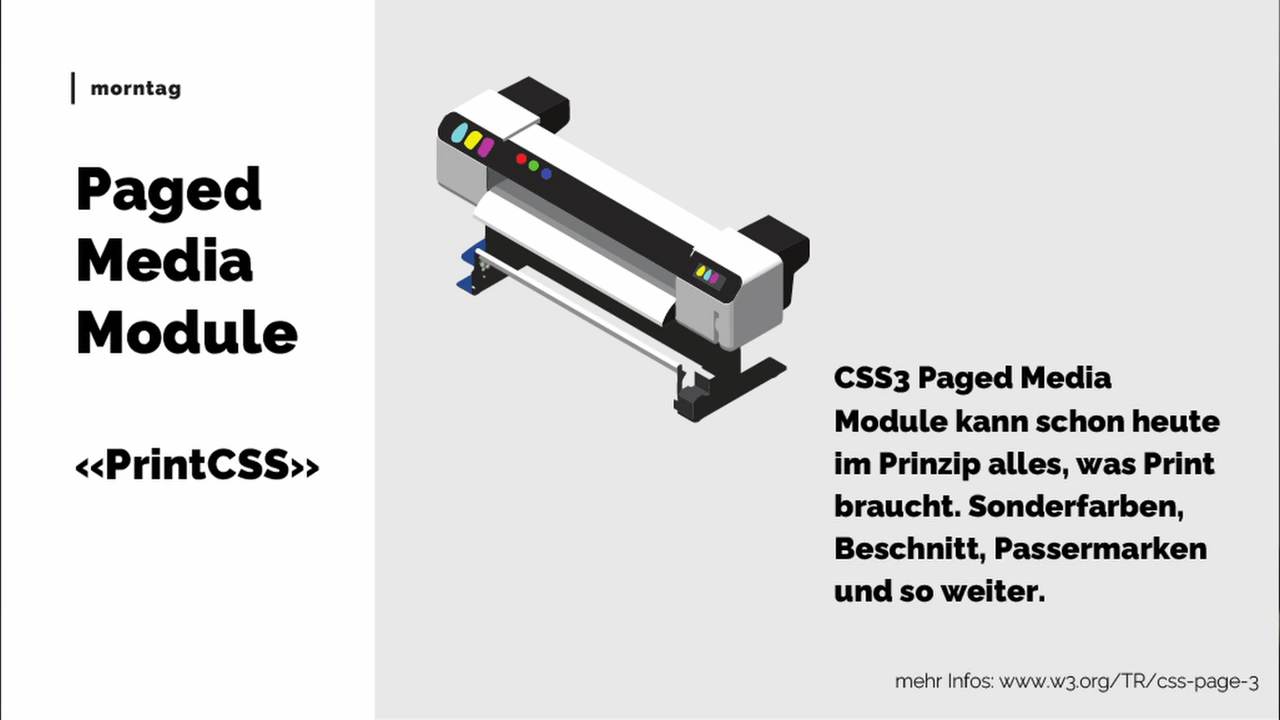 morntag
Paged
Media
Module
‹‹PrintCSS››
CSS3 Paged Media
Module kann schon heute
im Prinzip alles, was Print
braucht. Sonderfarben,
Beschnitt, Passermarken
und so weiter.
mehr Infos: www.w3.org/TR/css-page-3